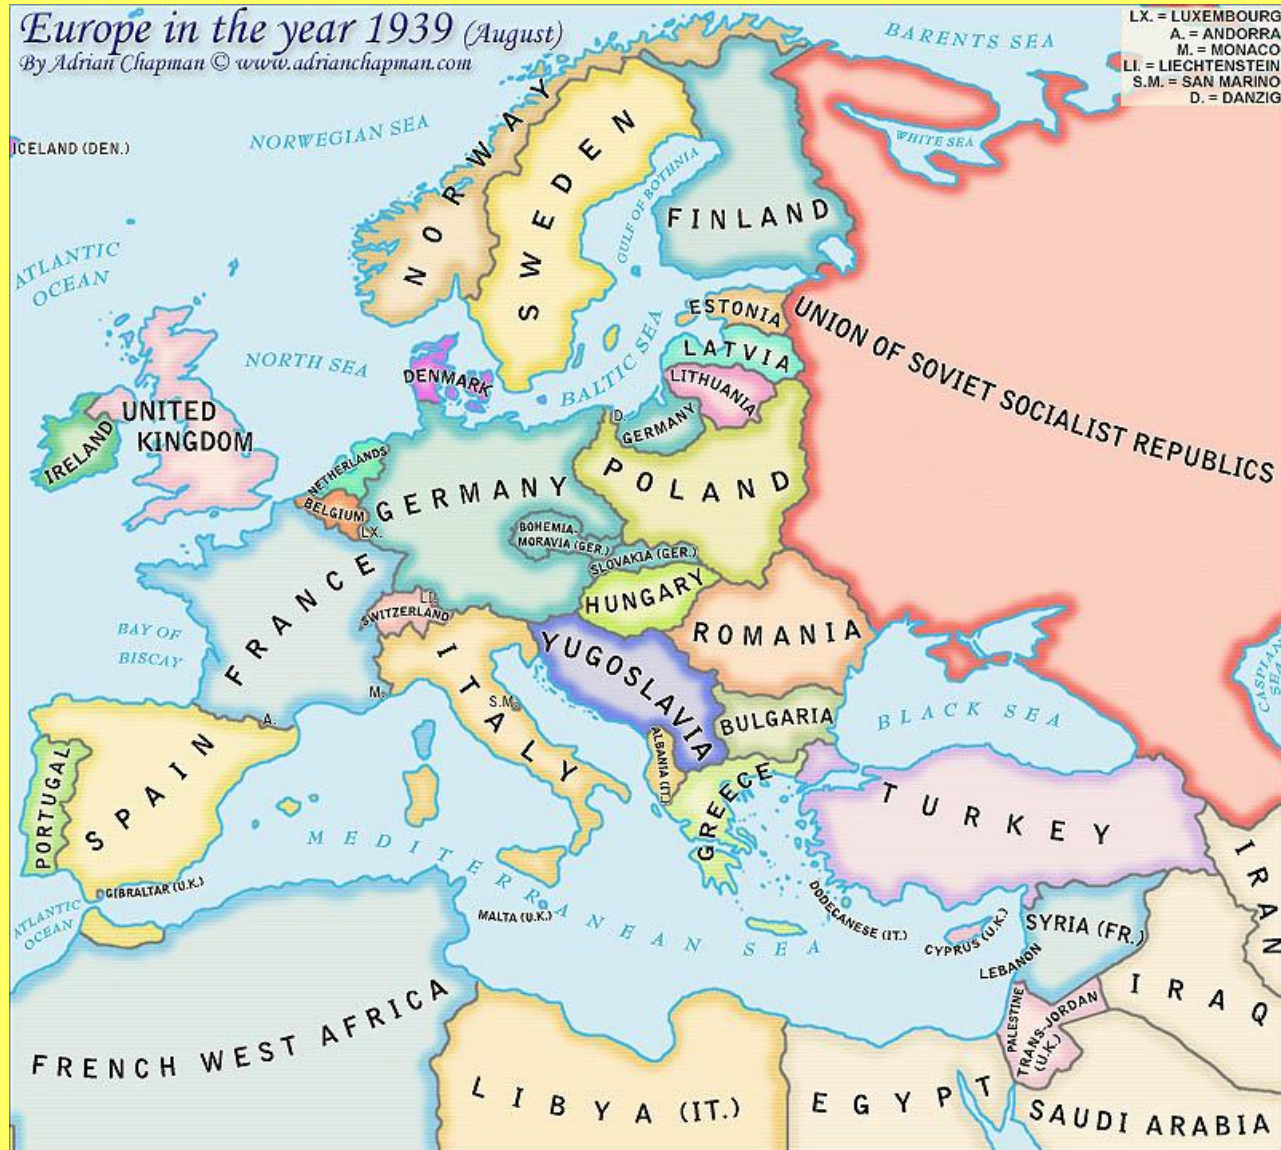 Europe in the year 1939 (August)
By Adrian Chapman © www.adrianchapman.com
LX. = LUXEMBOURG
A. = ANDORRA
M. = MONACO
LI. = LIECHTENSTEIN
S.M. = SAN MARINO
D. = DANZIG
BARENTS SEA
ICELAND (DEN.)
NORWEGIAN SEA
WHITE SEA
NORWAY
SWEDEN
FINLAND
GULF OF BOTHNIA
ATLANTIC
OCEAN
NORTH SEA
BALTIC SEA
ESTONIA
LATVIA
LITHUANIA
UNION OF SOVIET SOCIALIST REPUBLICS
DENMARK
UNITED
KINGDOM
IRELAND
NETHERLANDS
BELGIUM
LX.
GERMANY
D.
GERMANY
POLAND
BOHEMIA-
MORAVIA (GER.)
SLOVAKIA (GER.)
FRANCE
LI.
SWITZERLAND
HUNGARY
ROMANIA
BAY OF
BISCAY
ITALY
YUGOSLAVIA
M.
S.M.
A.
BULGARIA
BLACK SEA
CASPIAN
SEA
ALBANIA (IT.)
PORTUGAL
SPAIN
GREECE
TURKEY
IRAN
MEDITERRANEAN SEA
GIBRALTAR (U.K.)
ATLANTIC
OCEAN
MALTA (U.K.)
DODECANESE (IT.)
CYPRUS (U.K.)
SYRIA (FR.)
LEBANON
IRAQ
PALESTINE
TRANS-JORDAN
(U.K.)
FRENCH WEST AFRICA
LIBYA (IT.)
EGYPT
SAUDI ARABIA